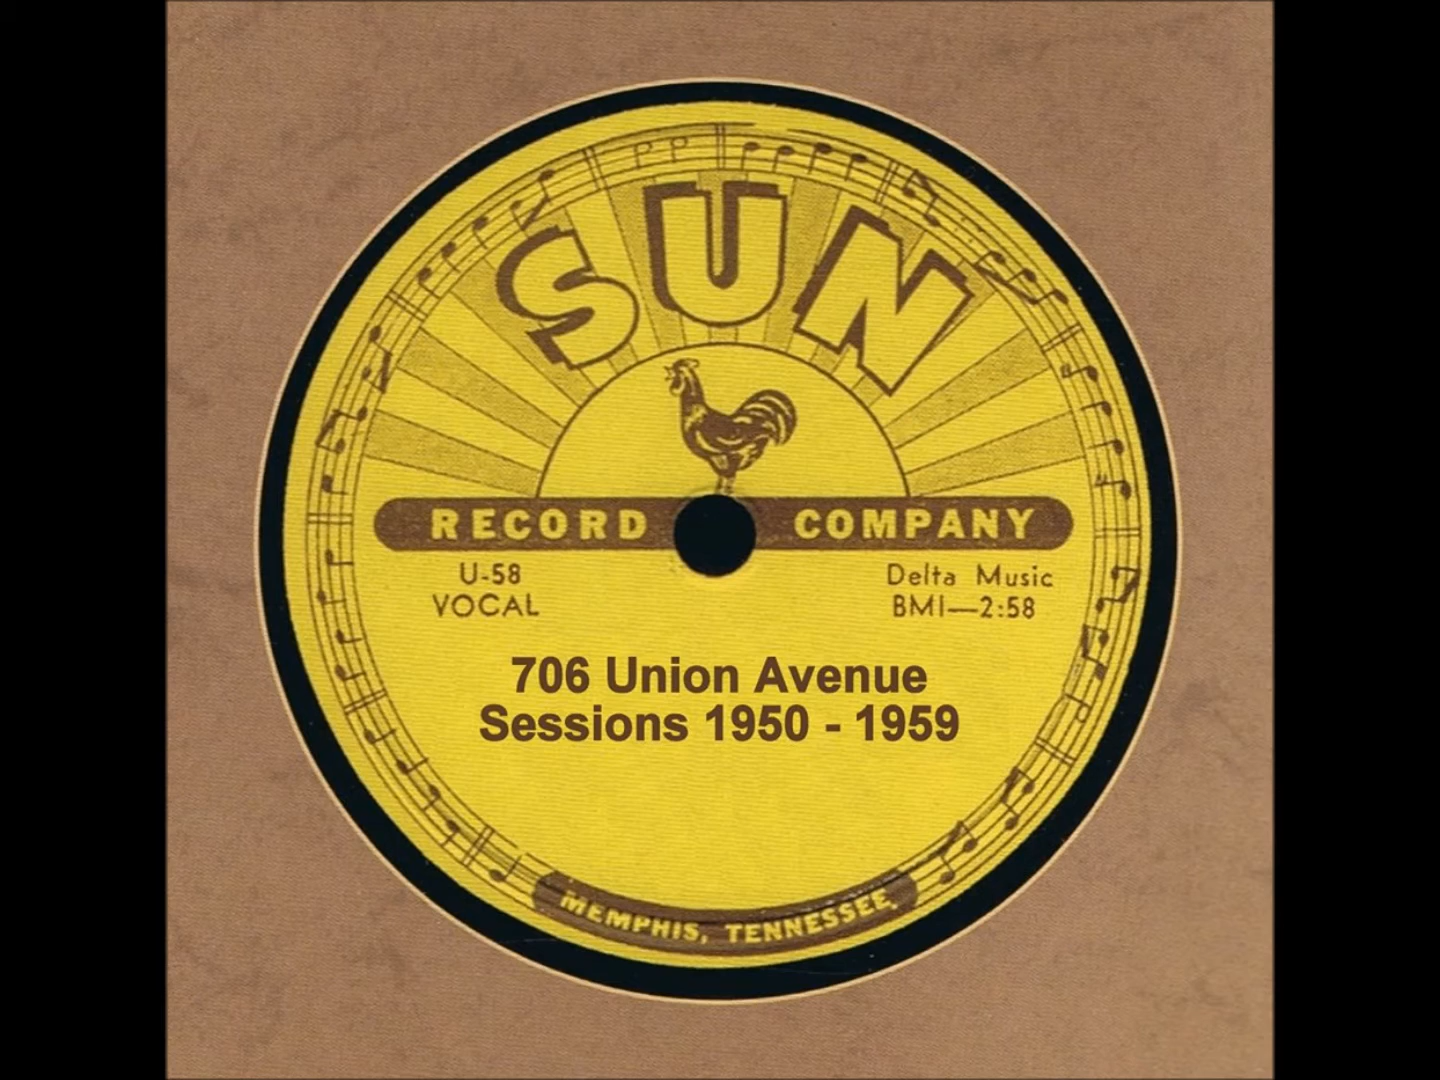 SUN
RECORD COMPANY
U-58
VOCAL
Delta Music
BMI—2:58
706 Union Avenue
Sessions 1950 - 1959
MEMPHIS, TENNESSEE